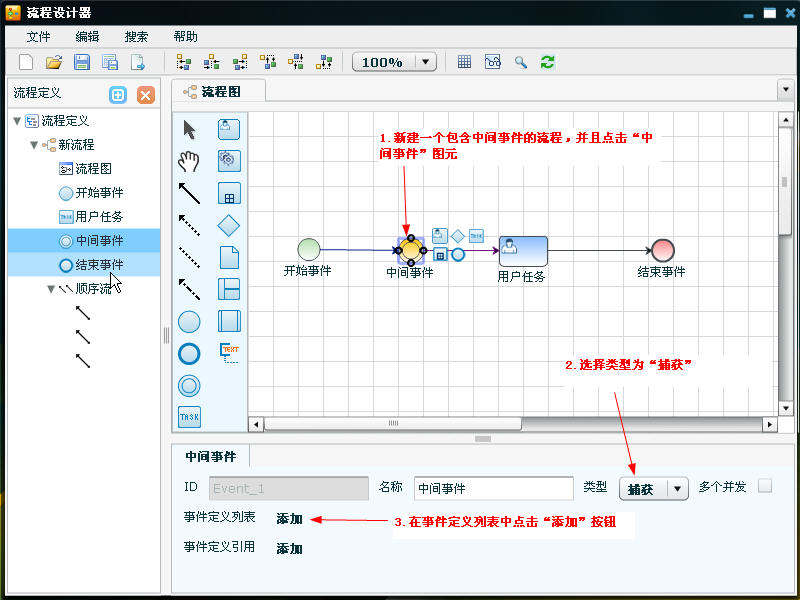 流程设计器
文件 编辑 搜索 帮助
100%
流程定义
流程图
流程定义
新流程
流程图
开始事件
TASK 用户任务
中间事件
结束事件
顺序流
TEXT
TASK
1.新建一个包含中间事件的流程，并且点击“中
间事件”图元
TASK
开始事件 中间事件 用户任务 结束事件
2.选择类型为“捕获”
中间事件
ID Event_1 名称 中间事件 类型 捕获 多个并发
事件定义列表 添加
3.在事件定义列表中点击“添加”按钮
事件定义引用 添加